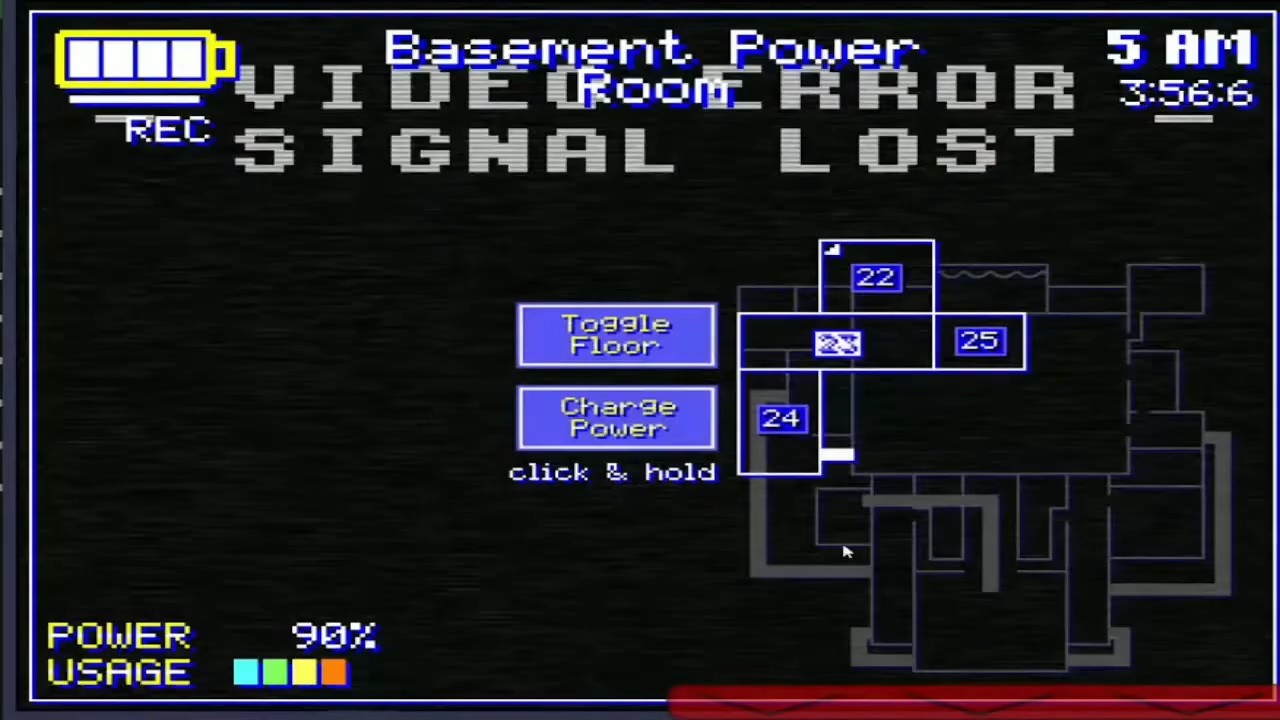 Basement Power
Room
5 AM
3:56:6
VIDEO ERROR
SIGNAL LOST
REC
22
25
Toggle
Floor
24
Charge
Power
click & hold
POWER 90%
USAGE